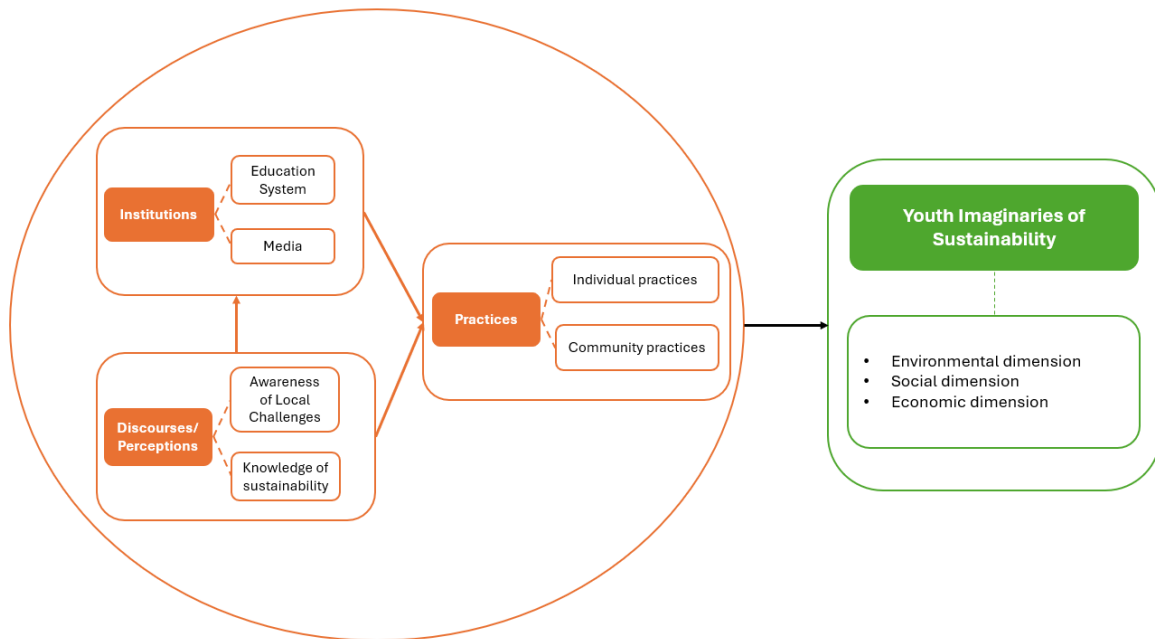 Institutions
Education
System
Media
Discourses/
Perceptions
Awareness
of Local
Challenges
Knowledge of
sustainability
Practices
Individual practices
Community practices
Youth Imaginaries of
Sustainability
• Environmental dimension
• Social dimension
• Economic dimension